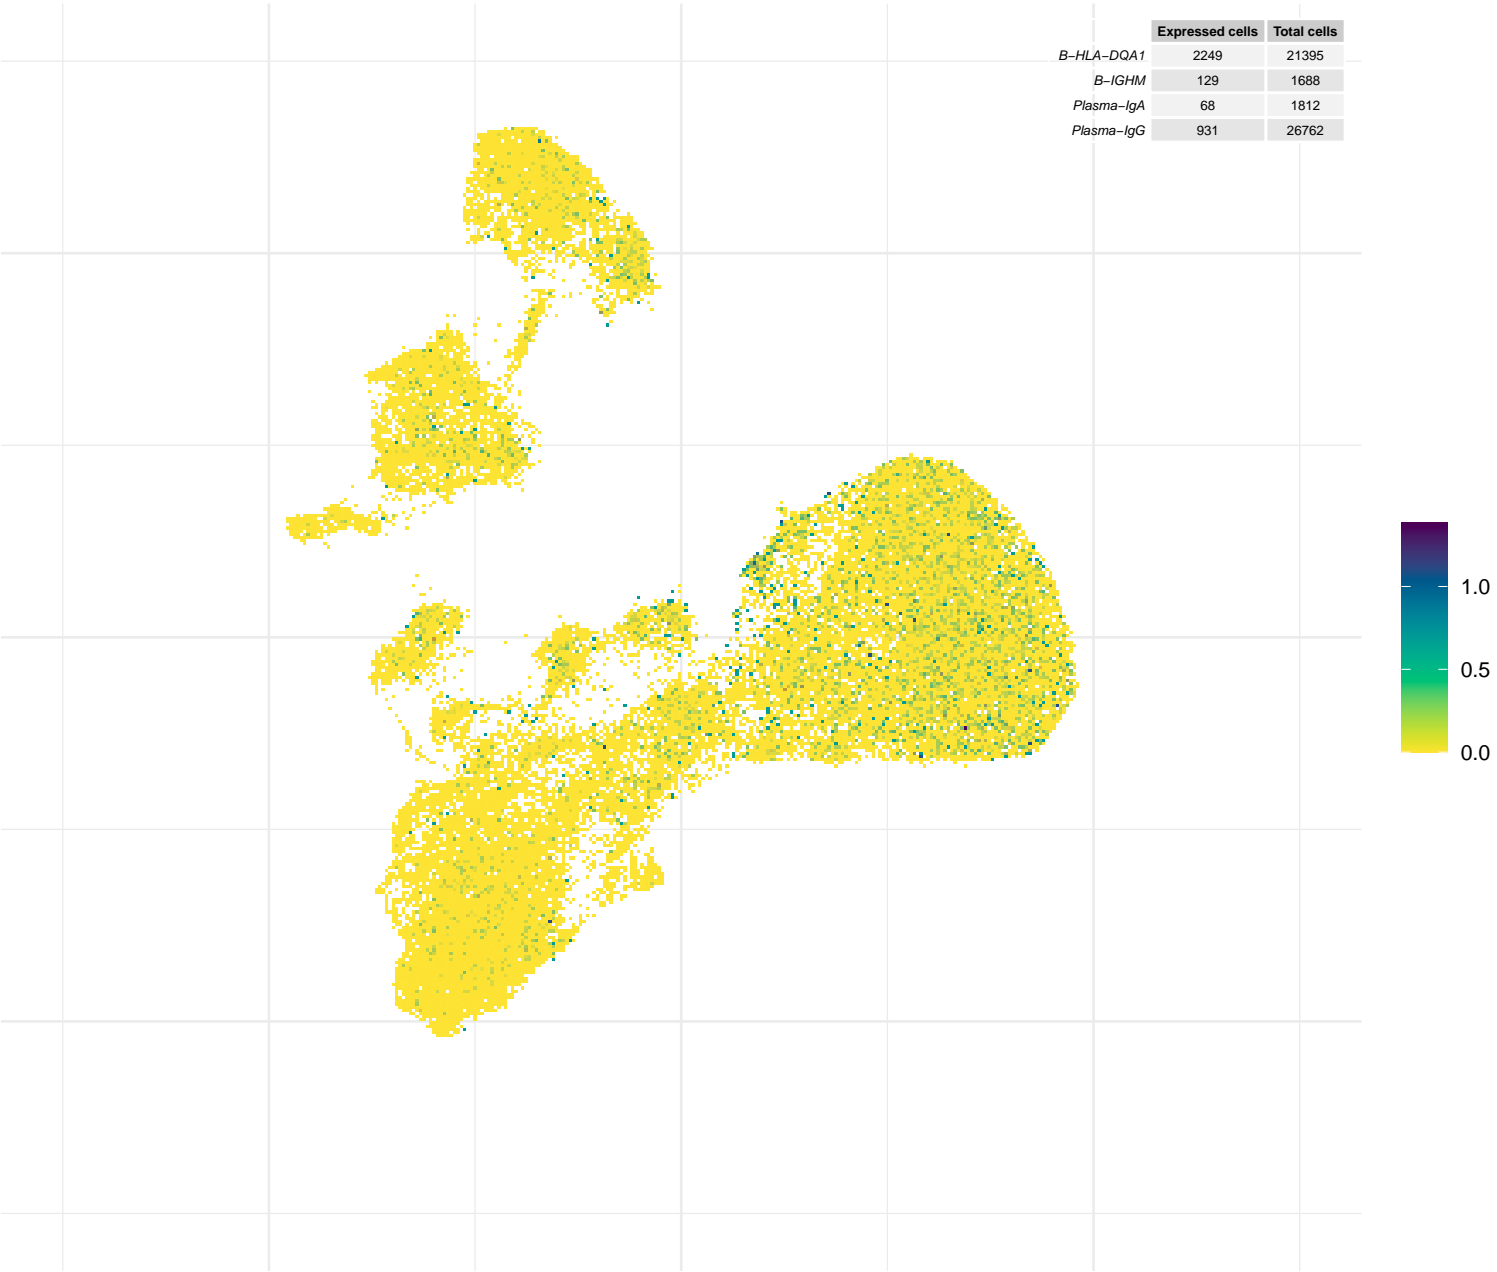 Expressed cells Total cells
B−HLA−DQA1 2249 21395
B−IGHM 129 1688
Plasma−IgA 68 1812
Plasma−IgG 931 26762
1.0
0.5
0.0